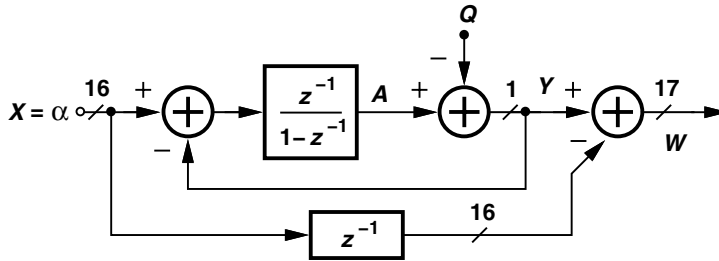 Q
16
A
1
Y
17
X = α
+
−
z⁻¹
1− z⁻¹
+
−
+
−
W
16
z⁻¹